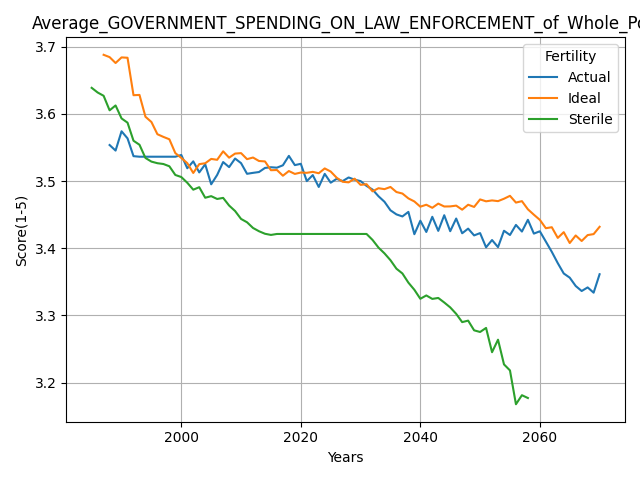 Average_GOVERNMENT_SPENDING_ON_LAW_ENFORCEMENT_of_Whole_Po
3.7
3.6
3.5
3.4
3.3
3.2
Score(1-5)
Fertility
Actual
Ideal
Sterile
2000
2020
2040
2060
Years